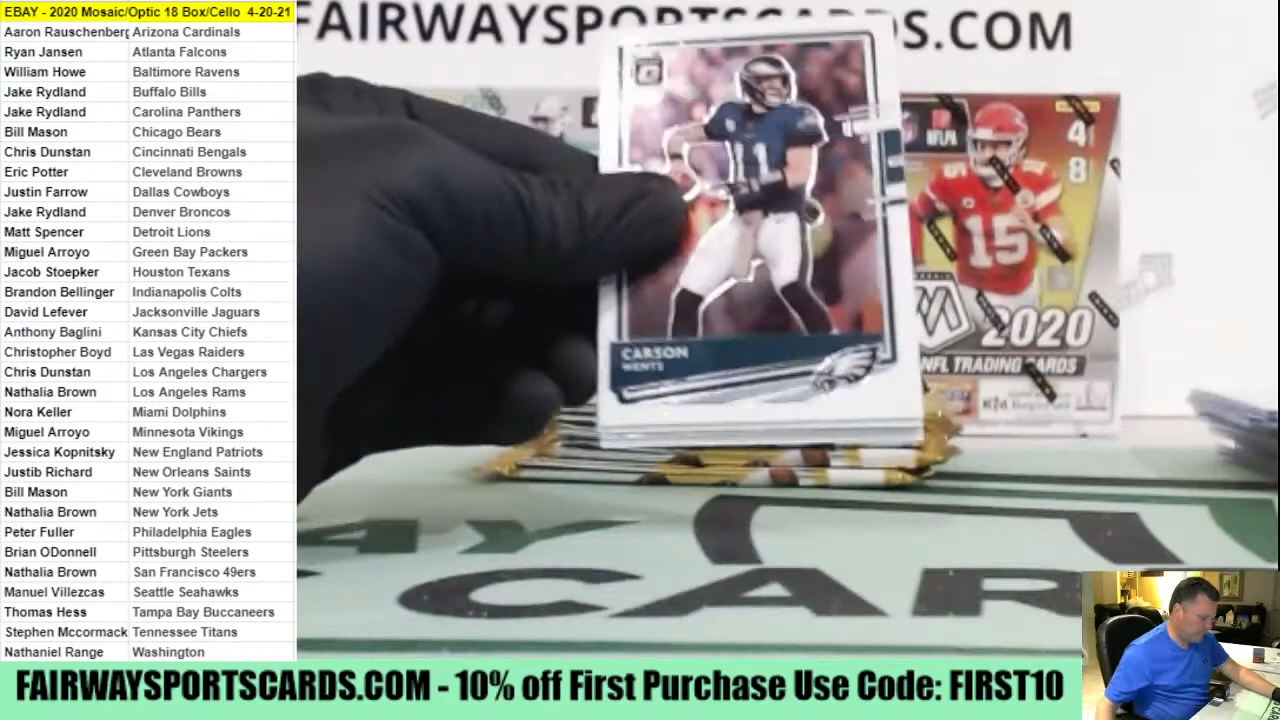 EBAY - 2020 Mosaic/Optic 18 Box/Cello 4-20-21
Aaron Rauschenberg Arizona Cardinals
Ryan Jansen Atlanta Falcons
William Howe Baltimore Ravens
Jake Rydland Buffalo Bills
Jake Rydland Carolina Panthers
Bill Mason Chicago Bears
Chris Dunstan Cincinnati Bengals
Eric Potter Cleveland Browns
Justin Farrow Dallas Cowboys
Jake Rydland Denver Broncos
Matt Spencer Detroit Lions
Miguel Arroyo Green Bay Packers
Jacob Stoepker Houston Texans
Brandon Bellinger Indianapolis Colts
David Lefever Jacksonville Jaguars
Anthony Baglini Kansas City Chiefs
Christopher Boyd Las Vegas Raiders
Chris Dunstan Los Angeles Chargers
Nathalia Brown Los Angeles Rams
Nora Keller Miami Dolphins
Miguel Arroyo Minnesota Vikings
Jessica Kopnitsky New England Patriots
Justib Richard New Orleans Saints
Bill Mason New York Giants
Nathalia Brown New York Jets
Peter Fuller Philadelphia Eagles
Brian ODonnell Pittsburgh Steelers
Nathalia Brown San Francisco 49ers
Manuel Villezcas Seattle Seahawks
Thomas Hess Tampa Bay Buccaneers
Stephen Mccormack Tennessee Titans
Nathaniel Range Washington
FAIRWAYSPORTSCARDS.COM
11
CARSON
WENTZ
NFLPA
4
8
15
2020
NFL TRADING CARDS
AY
CAR
FAIRWAYSPORTSCARDS.COM - 10% off First Purchase Use Code: FIRST10